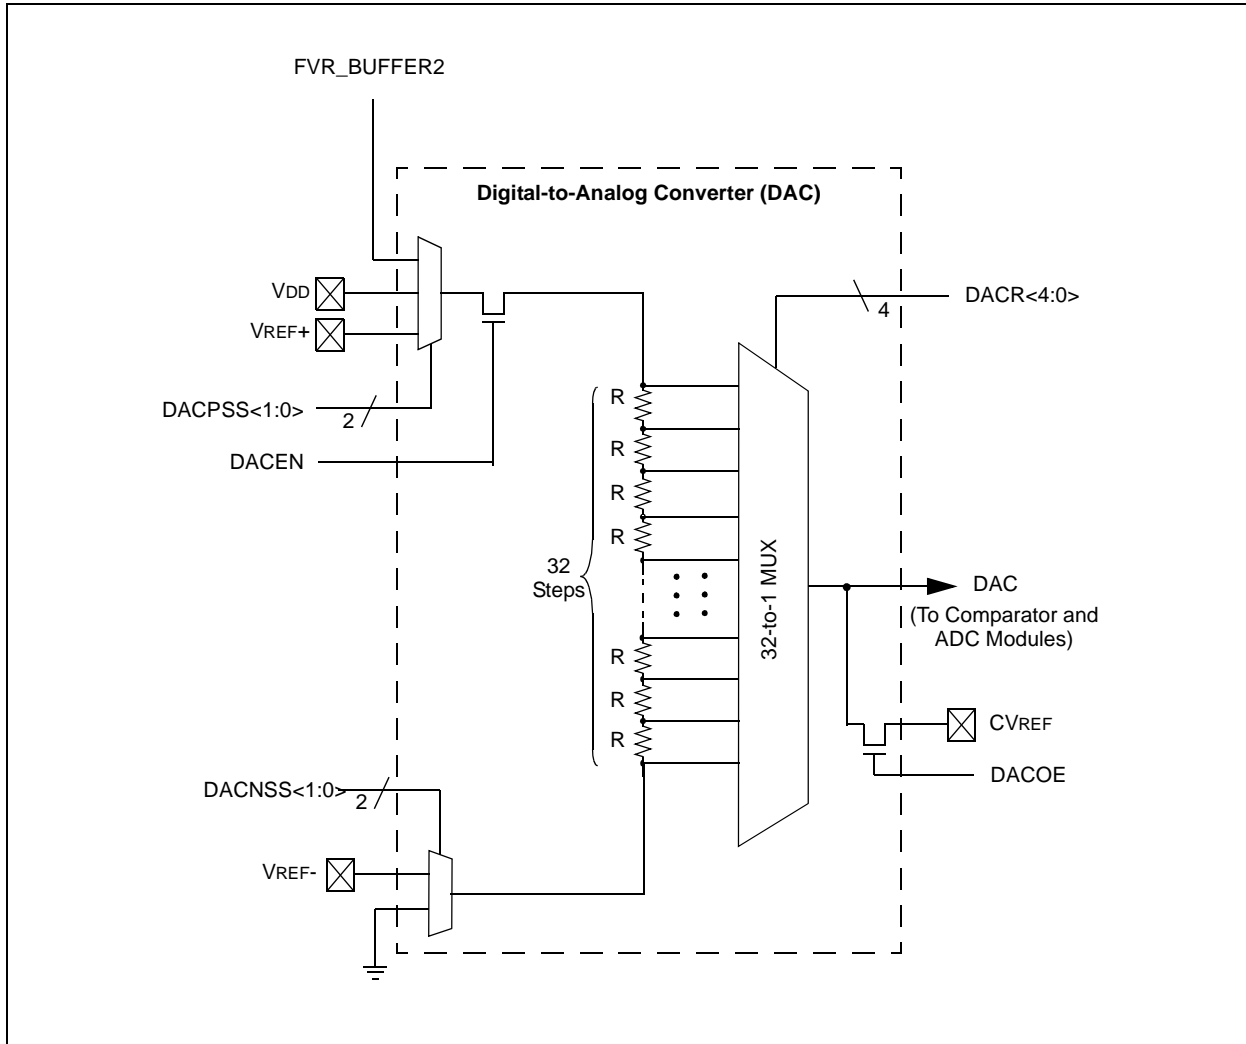 FVR_BUFFER2
Digital-to-Analog Converter (DAC)
VDD
VREF+
DACR<4:0>
4
DACPSS<1:0>
2
DACEN
R
R
R
R
32
Steps
32-to-1 MUX
DAC
(To Comparator and
ADC Modules)
R
R
R
CVREF
DACOE
DACNSS<1:0>
2
VREF-